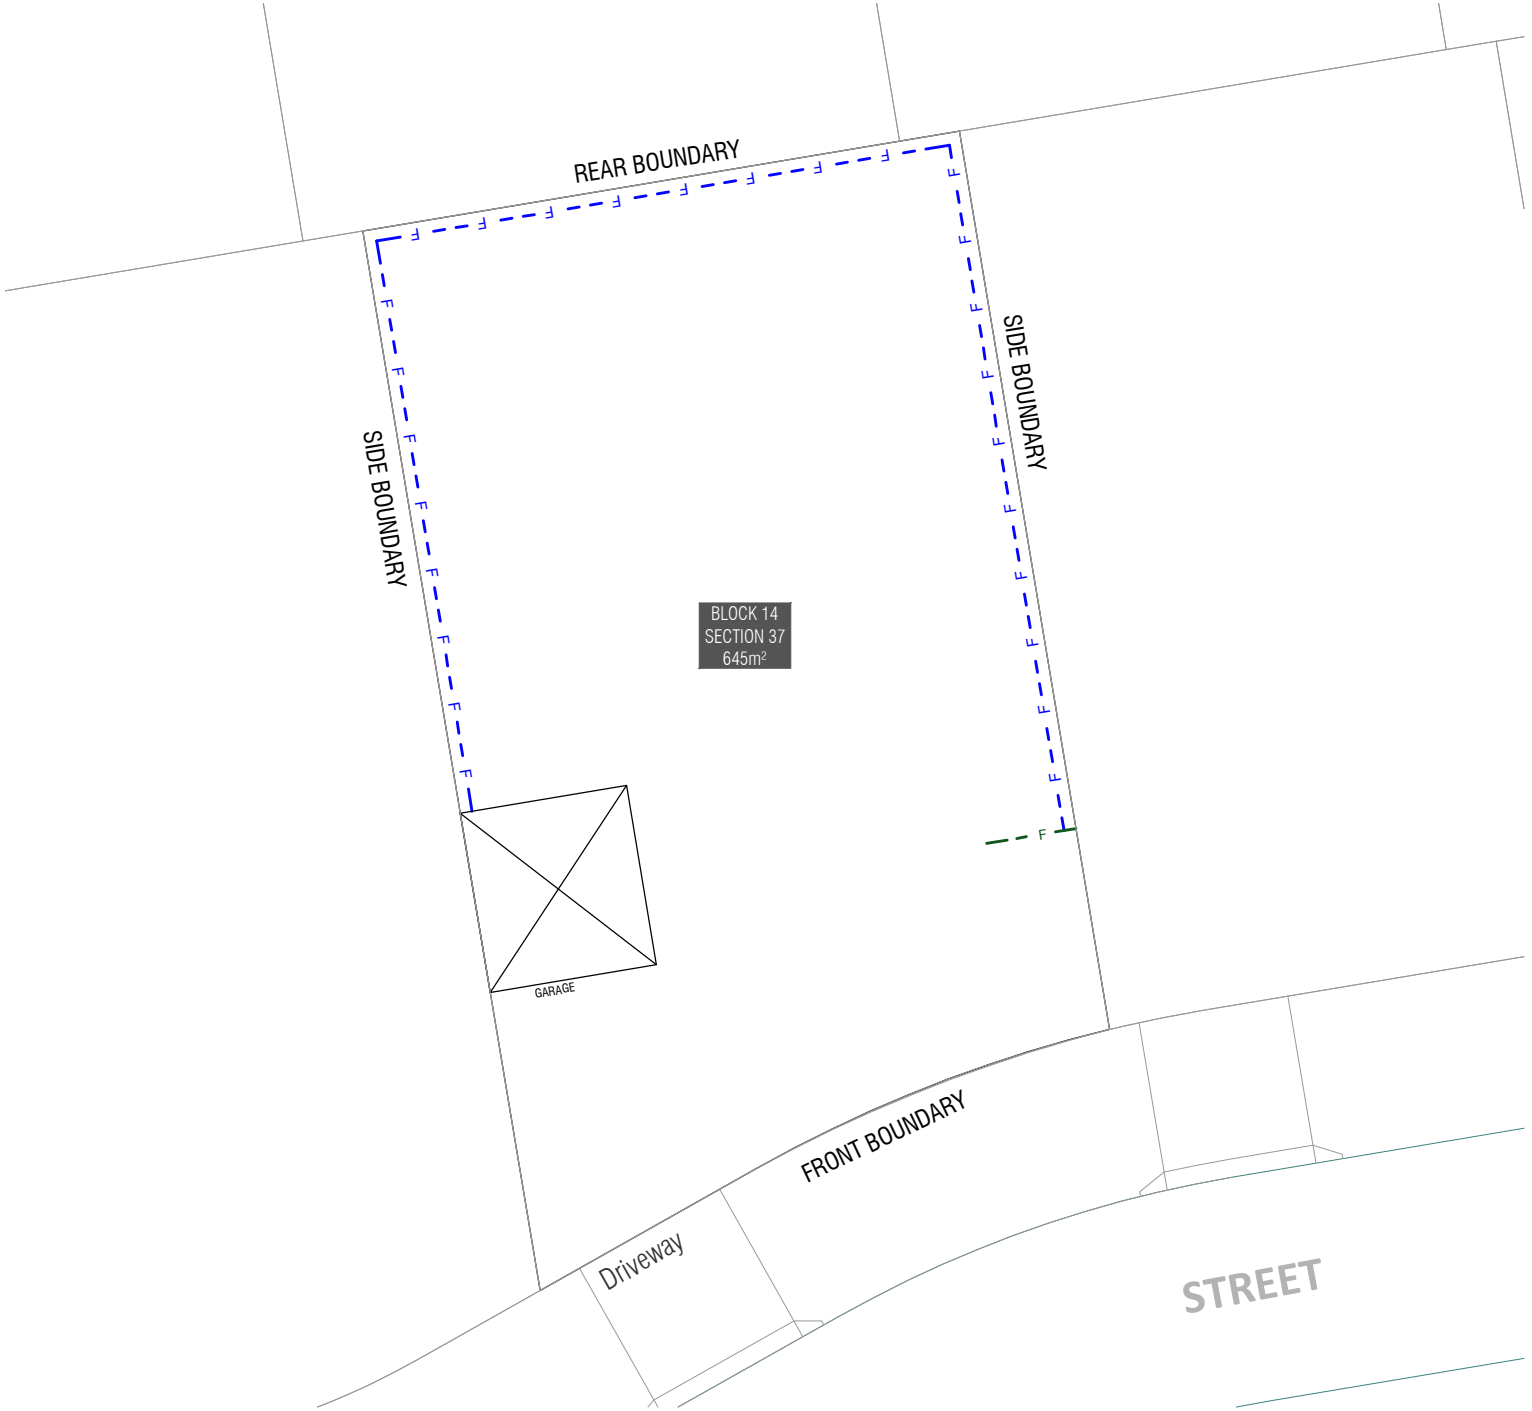 REAR BOUNDARY
F F F F F F F F
SIDE BOUNDARY
F F F F F F F F
F F F F F F F F F F
SIDE BOUNDARY
BLOCK 14
SECTION 37
645m²
F
GARAGE
FRONT BOUNDARY
Driveway
STREET